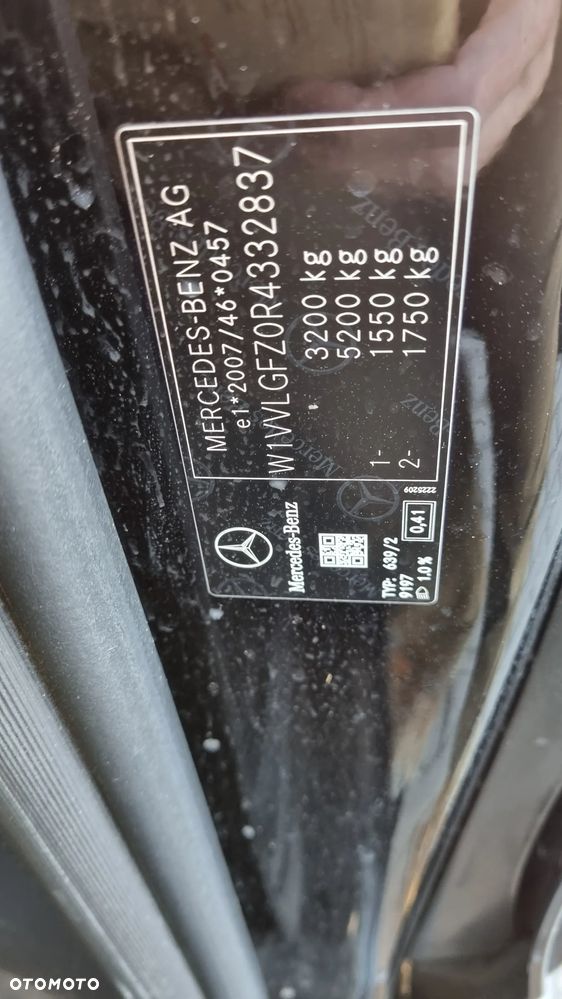 MERCEDES-BENZ AG
e1*2007/46*0457
W1VVLGFZ0R4332837
3200 kg
5200 kg
1- 1550 kg
2- 1750 kg
Mercedes-Benz
TYP: 639/2
9197
1.0%
0,41
2225209
OTOMOTO